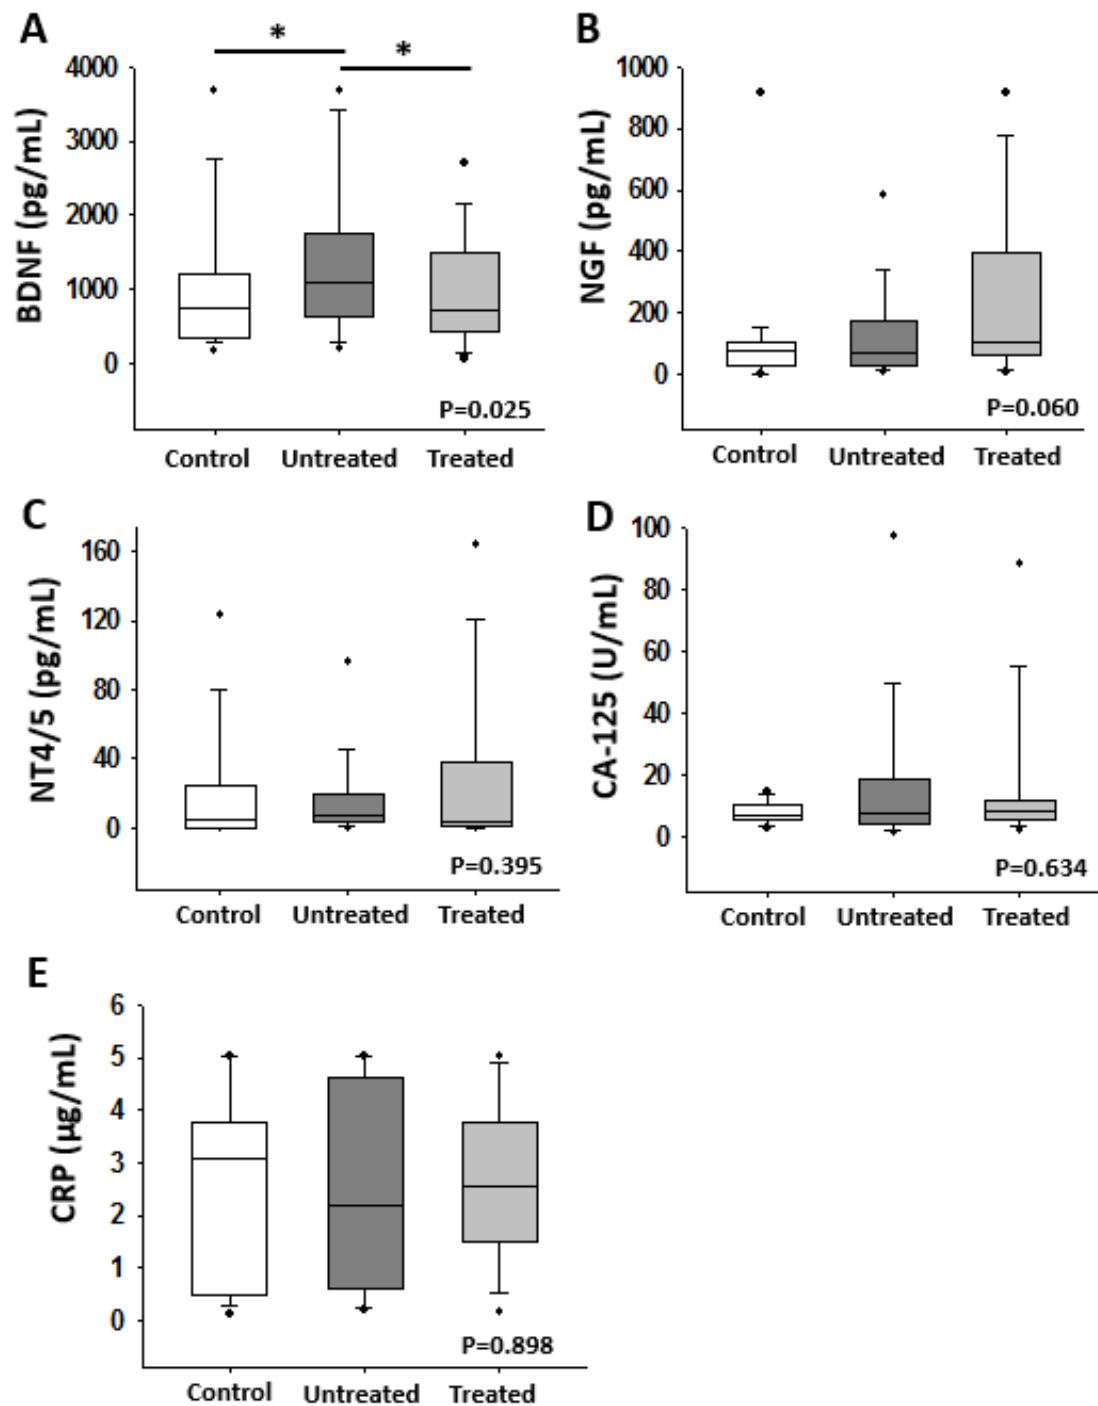 A
BDNF (pg/mL)
* *
4000
3000
2000
1000
0
P=0.025
Control Untreated Treated
B
NGF (pg/mL)
1000
800
600
400
200
0
P=0.060
Control Untreated Treated
C
NT4/5 (pg/mL)
160
120
80
40
0
P=0.395
Control Untreated Treated
D
CA-125 (U/mL)
100
80
60
40
20
0
P=0.634
Control Untreated Treated
E
CRP (µg/mL)
6
5
4
3
2
1
0
P=0.898
Control Untreated Treated